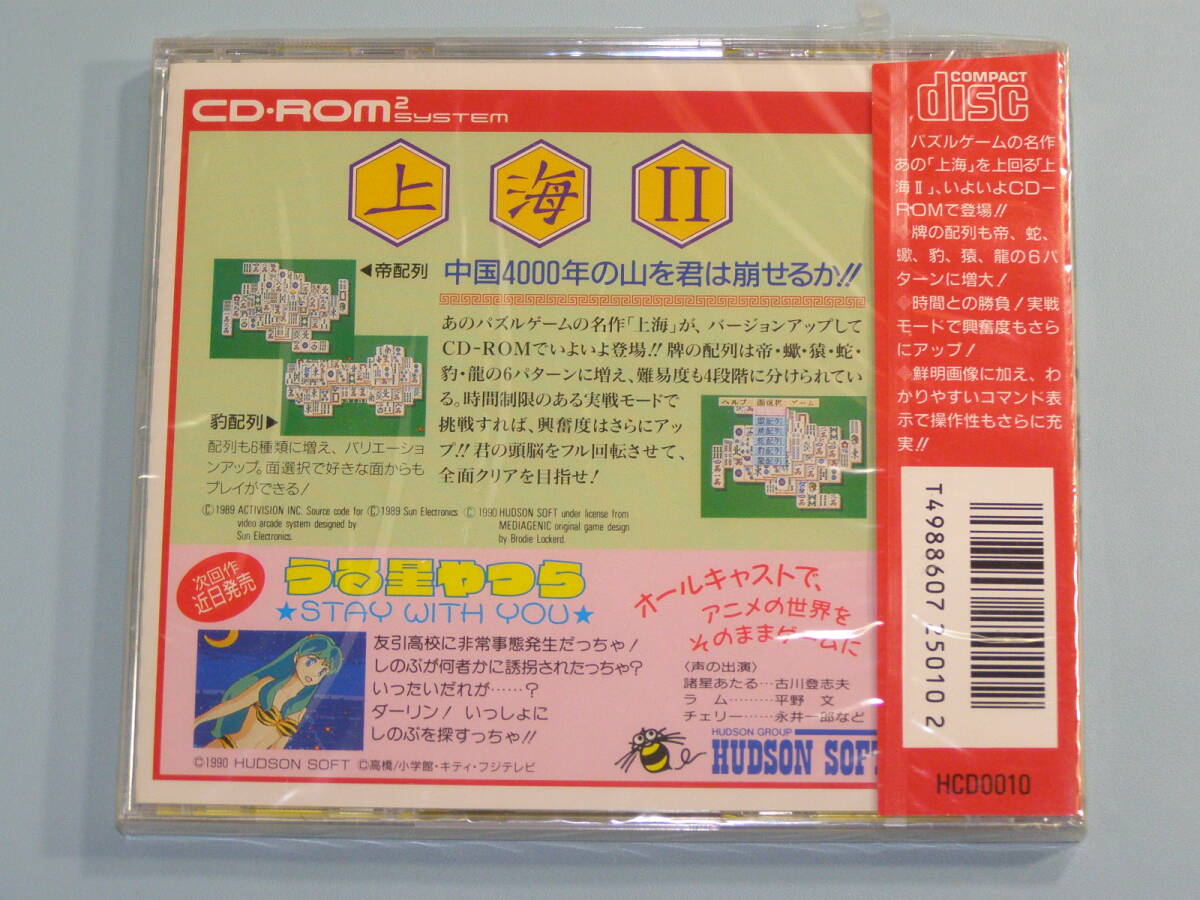 CD・ROM2
SYSTEM
上海II
◀帝配列
中国4000年の山を君は崩せるか!!
あのパズルゲームの名作「上海」が、バージョンアップして
CD-ROMでいよいよ登場!! 牌の配列は帝・蠍・猿・蛇・
豹・龍の6パターンに増え、難易度も4段階に分けられてい
る。時間制限のある実戦モードで
挑戦すれば、興奮度はさらにアッ
プ!! 君の頭脳をフル回転させて、
全面クリアを目指せ!
豹配列▶
配列も6種類に増え、バリエーショ
ンアップ。面選択で好きな面からも
プレイができる!
ヘルプ 面選択 ゲーム
Ⓒ1989 ACTIVISION INC. Source code for
video arcade system designed by
Sun Electronics.
Ⓒ1989 Sun Electronics
Ⓒ1990 HUDSON SOFT under license from
MEDIAGENIC original game design
by Brodie Lockerd.
次回作
近日発売
うる星やつら
★STAY WITH YOU★
友引高校に非常事態発生だっちゃ!
しのぶが何者かに誘拐されたっちゃ?
いったいだれが……?
ダーリン! いっしょに
しのぶを探すっちゃ!!
©1990 HUDSON SOFT ©高橋/小学館・キティ・フジテレビ
オールキャストで、
アニメの世界を
そのままゲームに
〈声の出演〉
諸星あたる…古川登志夫
ラ ム………平野 文
チェリー……永井一郎など
HUDSON GROUP
HUDSON SOFT
COMPACT
disc
パズルゲームの名作
あの「上海」を上回る「上
海II」、いよいよCD-
ROMで登場!!
牌の配列も帝、蛇、
蠍、豹、猿、龍の6パ
ターンに増大!
◆時間との勝負! 実戦
モードで興奮度もさら
にアップ!
◆鮮明画像に加え、わ
かりやすいコマンド表
示で操作性もさらに充
実!!
T4988607 25010 2
HCD0010